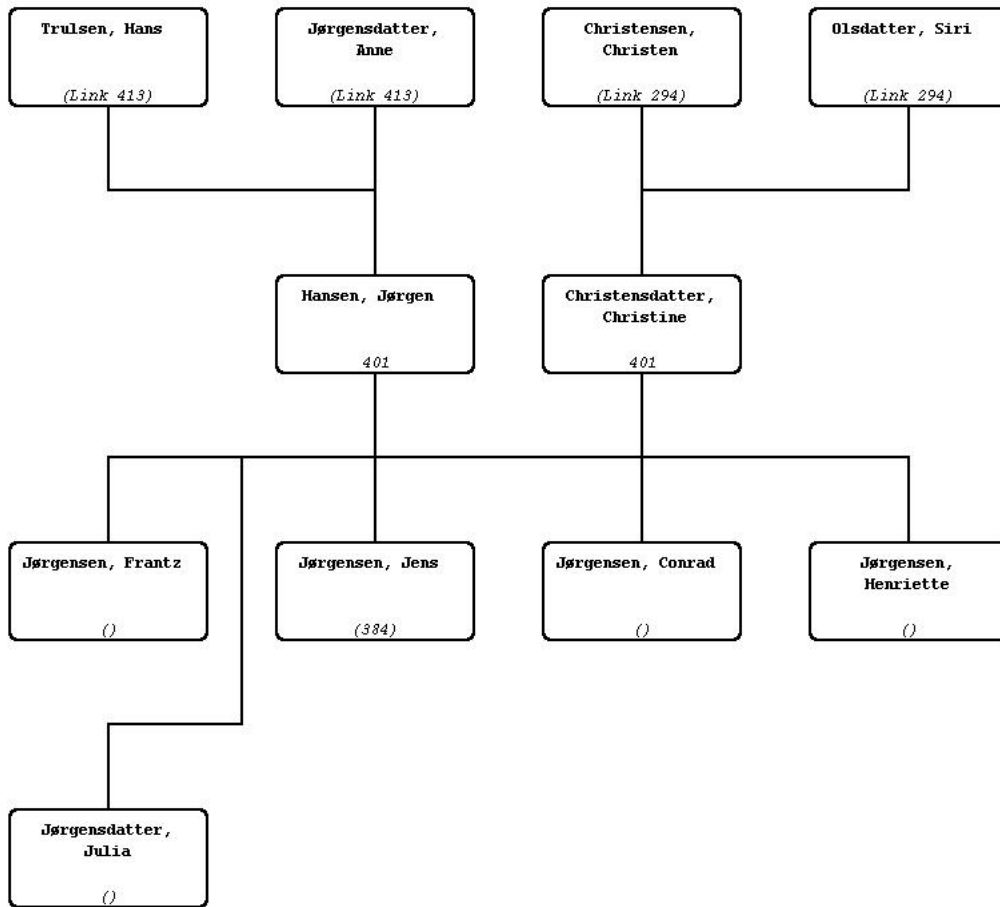 Trulsen, Hans
(Link 413)
Jørgensdatter,
Anne
(Link 413)
Christensen,
Christen
(Link 294)
Olsdatter, Siri
(Link 294)
Hansen, Jørgen
401
Christensdatter,
Christine
401
Jørgensen, Frantz
()
Jørgensen, Jens
(384)
Jørgensen, Conrad
()
Jørgensen,
Henriette
()
Jørgensdatter,
Julia
()